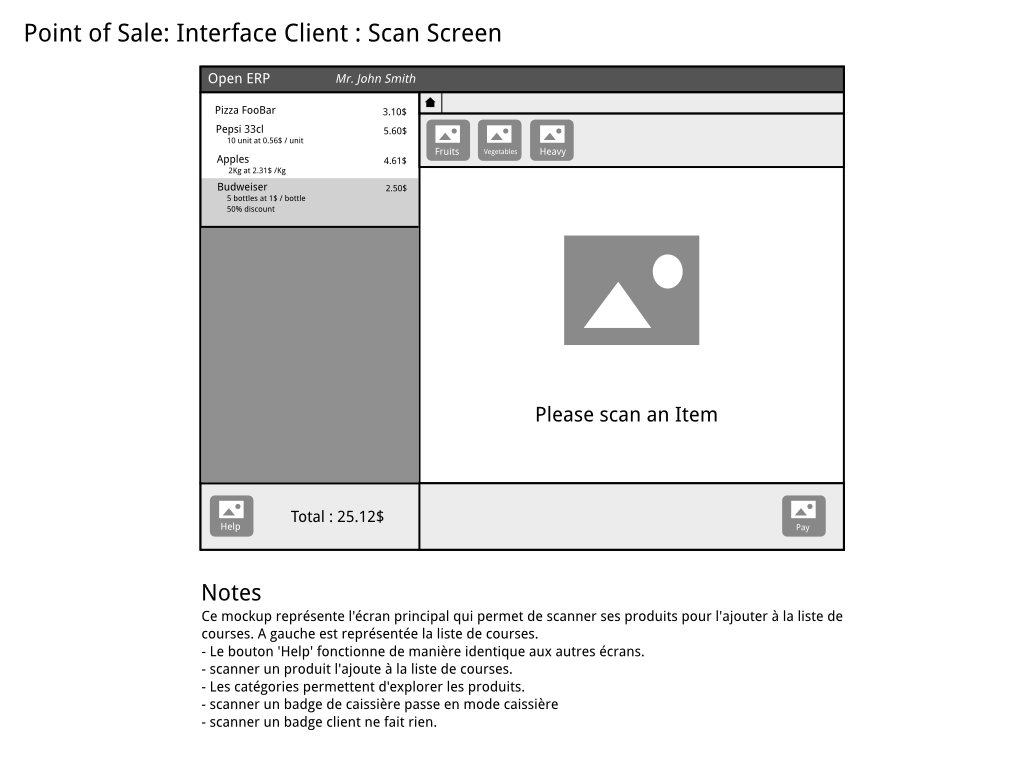 Point of Sale: Interface Client : Scan Screen
Open ERP
Mr. John Smith
Pizza FooBar 3.10$
Pepsi 33cl 5.60$
10 unit at 0.56$ / unit
Apples 4.61$
2Kg at 2.31$ /Kg
Budweiser 2.50$
5 bottles at 1$ / bottle
50% discount
Fruits
Vegetables
Heavy
Please scan an Item
Help
Total : 25.12$
Pay
Notes
Ce mockup représente l'écran principal qui permet de scanner ses produits pour l'ajouter à la liste de
courses. A gauche est représentée la liste de courses.
- Le bouton 'Help' fonctionne de manière identique aux autres écrans.
- scanner un produit l'ajoute à la liste de courses.
- Les catégories permettent d'explorer les produits.
- scanner un badge de caissière passe en mode caissière
- scanner un badge client ne fait rien.